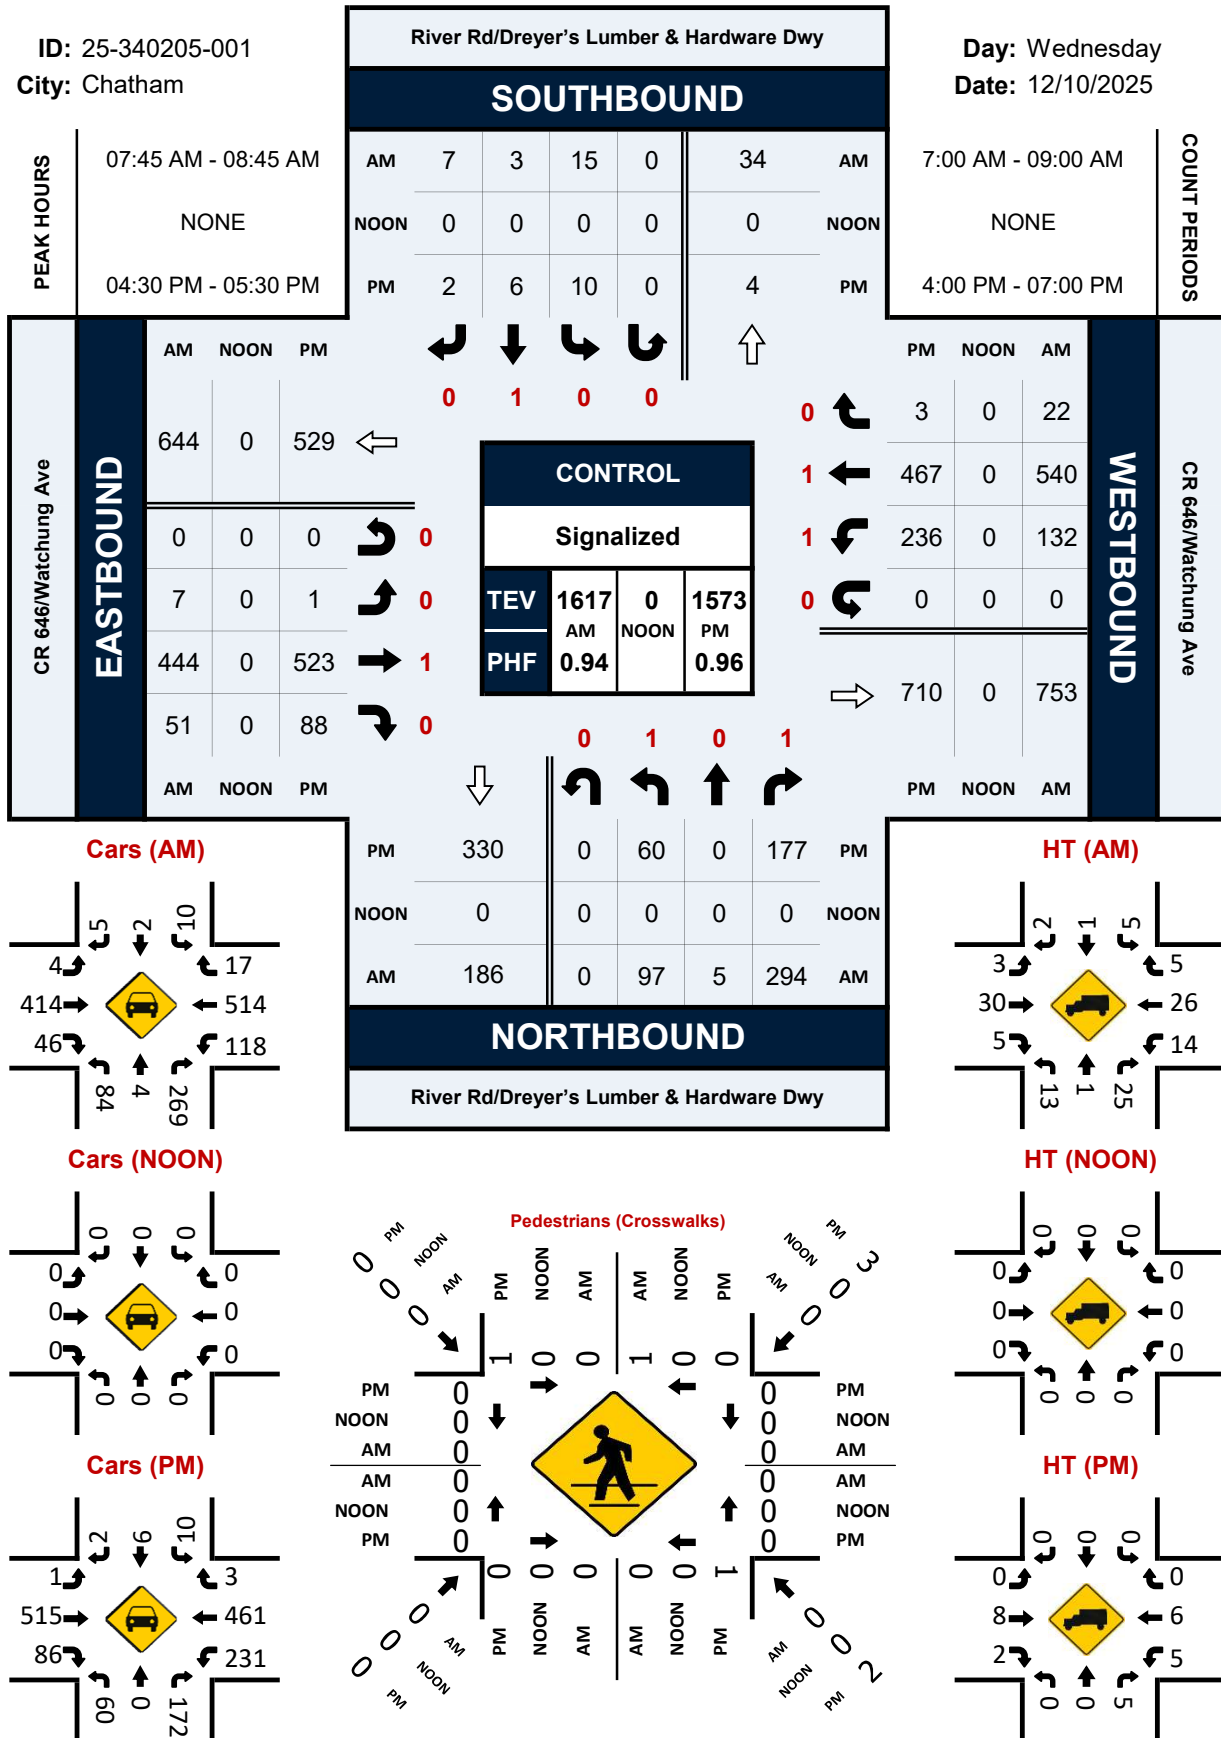 River Rd/Dreyer's Lumber & Hardware Dwy
ID: 25-340205-001
Day: Wednesday
City: Chatham
Date: 12/10/2025
SOUTHBOUND
PEAK HOURS
07:45 AM - 08:45 AM
AM 7 3 15 0 34 AM
7:00 AM - 09:00 AM
COUNT PERIODS
NONE
NOON 0 0 0 0 0 NOON
NONE
04:30 PM - 05:30 PM
PM 2 6 10 0 4 PM
4:00 PM - 07:00 PM
0 1 0 0
CR 646/Watchung Ave
EASTBOUND
AM NOON PM
644 0 529
0 0 0 0
7 0 1 0
444 0 523 1
51 0 88 0
AM NOON PM
CONTROL
Signalized
TEV 1617 0 1573
AM NOON PM
PHF 0.94 0.96
PM NOON AM
0 3 0 22
1 467 0 540
1 236 0 132
0 0 0 0
710 0 753
PM NOON AM
WESTBOUND
CR 646/Watchung Ave
0 1 0 1
PM 330 0 60 0 177 PM
NOON 0 0 0 0 0 NOON
AM 186 0 97 5 294 AM
NORTHBOUND
River Rd/Dreyer's Lumber & Hardware Dwy
Cars (AM)
5 2 10
4 17
414 514
46 118
84 4 269
HT (AM)
2 1 5
3 5
30 26
5 14
13 1 25
Cars (NOON)
0 0 0
0 0
0 0
0 0
0 0 0
HT (NOON)
0 0 0
0 0
0 0
0 0
0 0 0
Cars (PM)
2 6 10
1 3
515 461
86 231
60 0 172
HT (PM)
0 0 0
0 0
8 6
2 5
0 0 5
Pedestrians (Crosswalks)
0 PM
0 NOON
0 AM
PM NOON AM AM NOON PM
1 0 0 1 0 0
PM 3
NOON 0
AM 0
PM 0 0 PM
NOON 0 0 NOON
AM 0 0 AM
AM 0 0 AM
NOON 0 0 NOON
PM 0 0 PM
0 0 0 0 0 1
PM NOON AM AM NOON PM
0 AM
0 NOON
0 PM
AM 0
NOON 0
PM 2